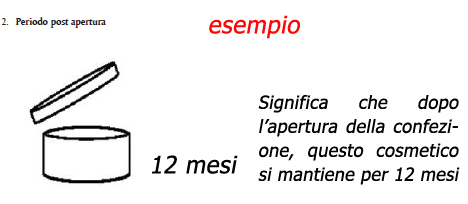 2. Periodo post apertura
esempio
Significa che dopo
l'apertura della confezi-
one, questo cosmetico
si mantiene per 12 mesi
12 mesi